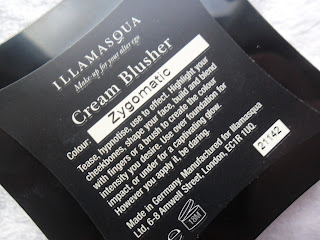 ILLAMASQUA
Make-up for your alter ego
Cream Blusher
Colour: Zygomatic
Tease, hypnotise, use to effect. Highlight your
cheekbones, shape your face, build and blend
with fingers or a brush to create the colour
intensity you desire. Use over foundation for
impact, or under for a captivating glow.
However you apply it, be daring.
Made in Germany. Manufactured for Illamasqua
Ltd, 6-9 Amwell Street, London, EC1R 1UQ.
21142
18M